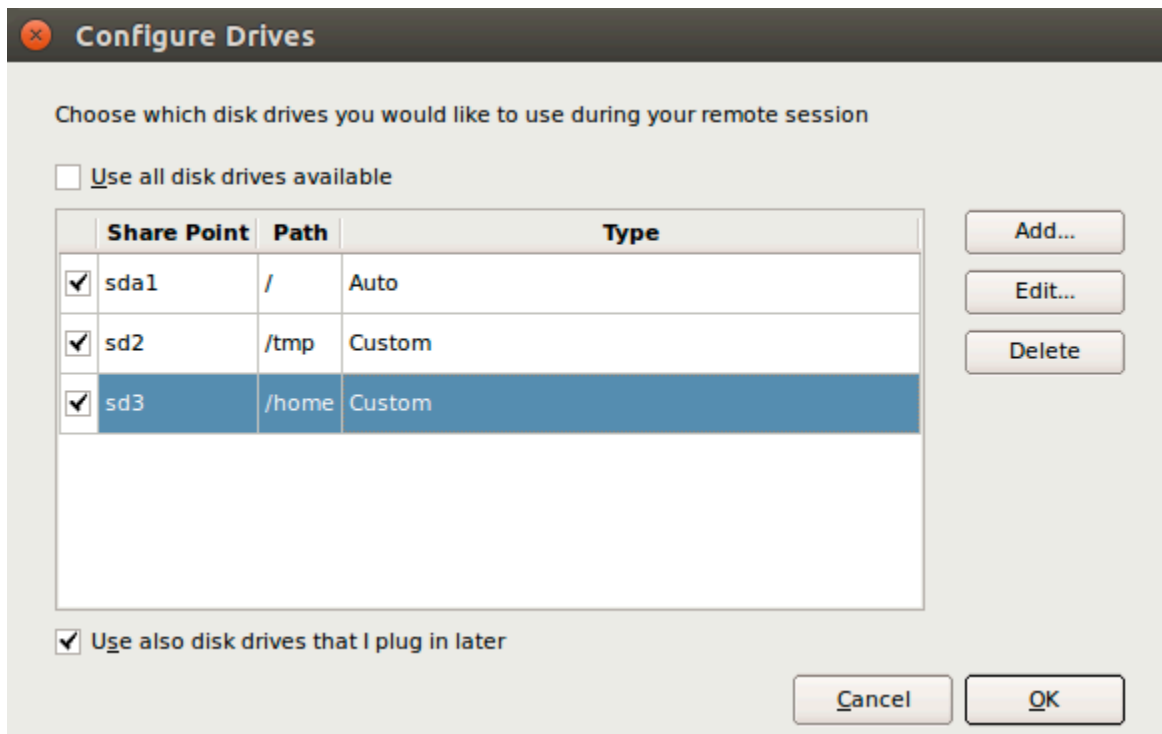 Configure Drives
Choose which disk drives you would like to use during your remote session
Use all disk drives available
Share Point Path Type
sda1 / Auto
sd2 /tmp Custom
sd3 /home Custom
Add...
Edit...
Delete
Use also disk drives that I plug in later
Cancel OK